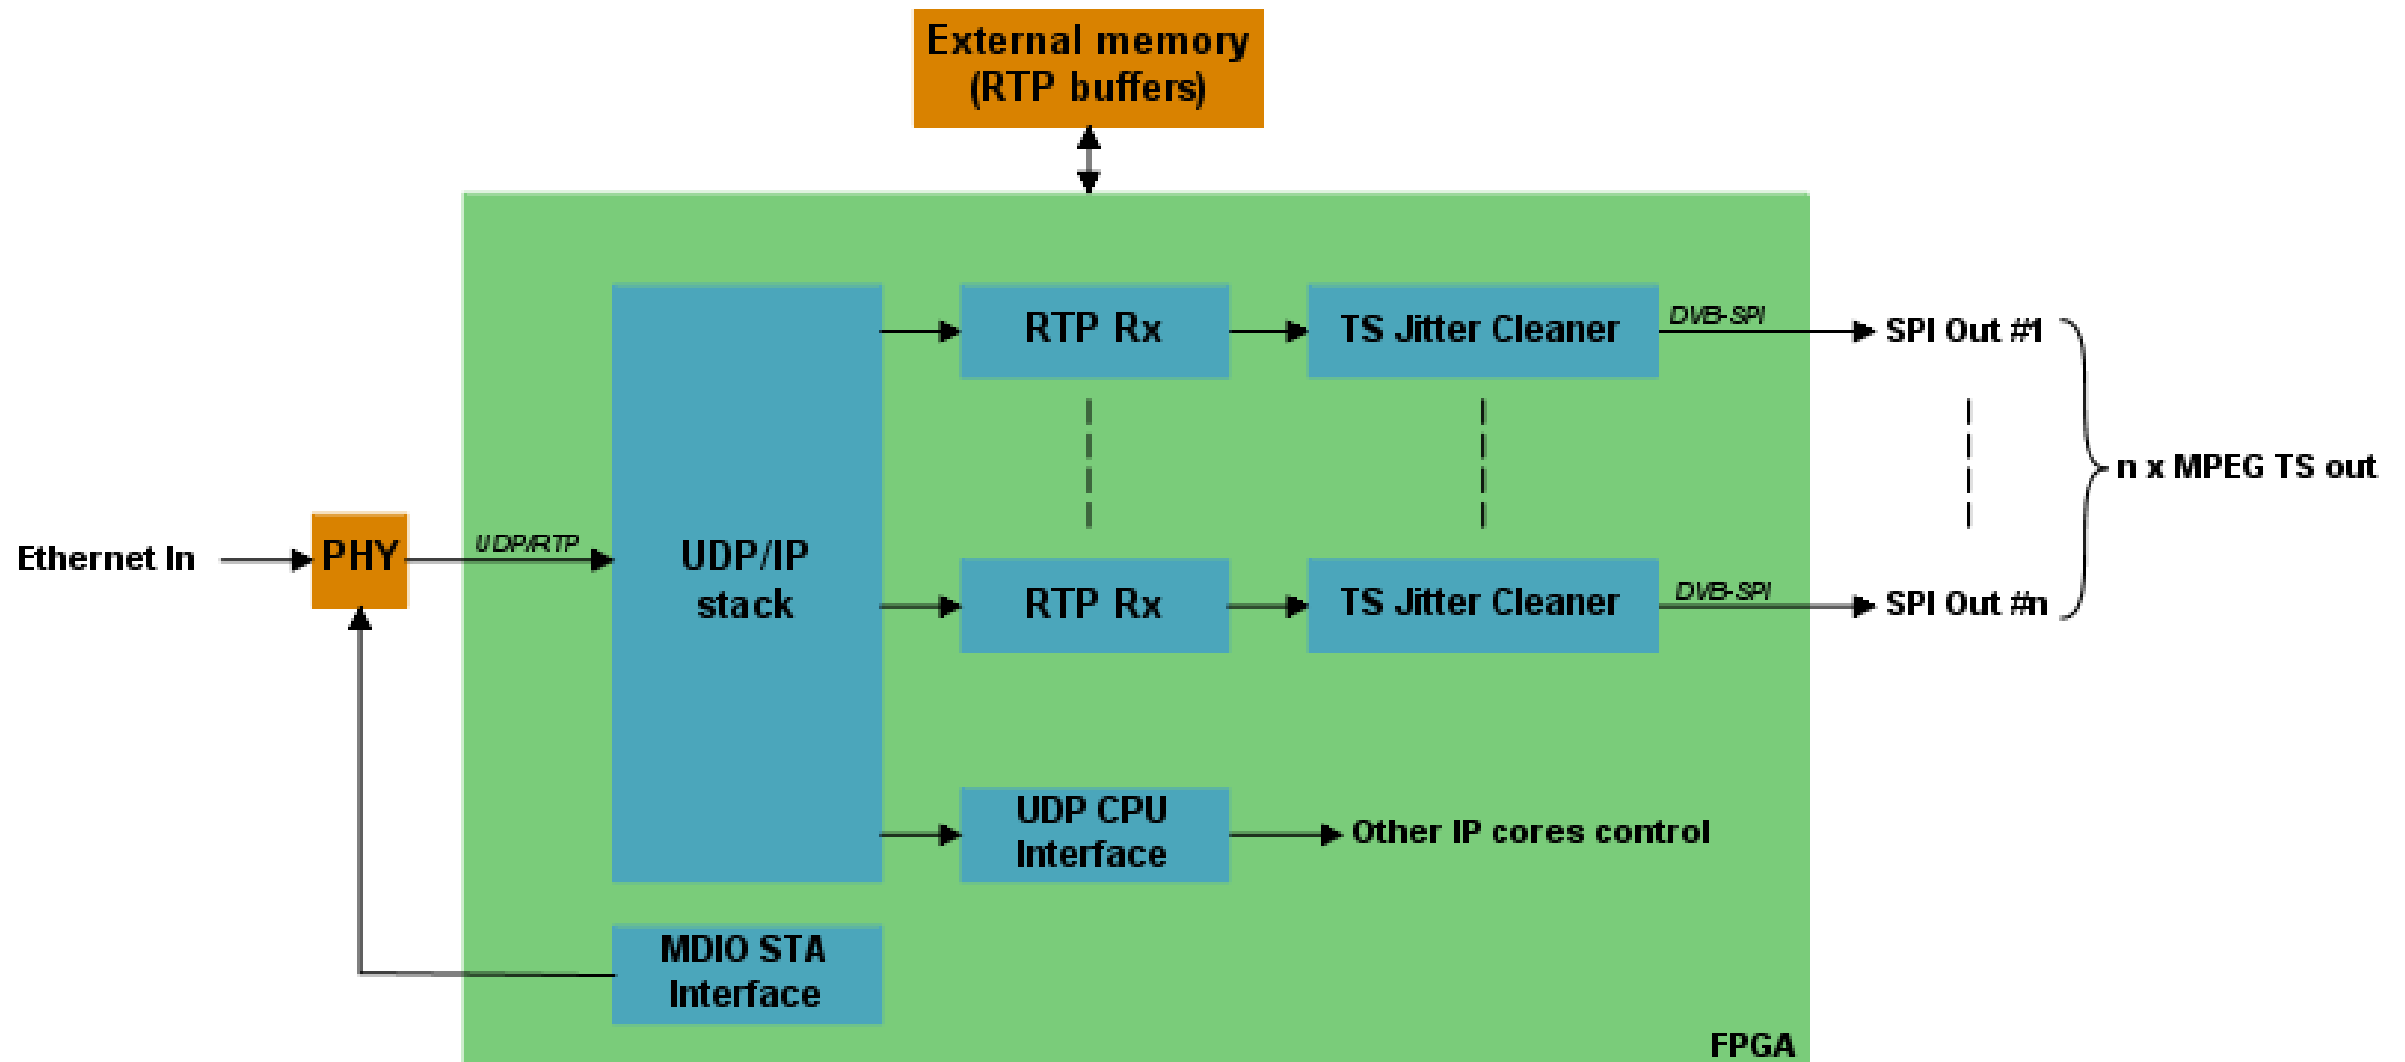 External memory
(RTP buffers)
RTP Rx
TS Jitter Cleaner
DVB-SPI
SPI Out #1
n x MPEG TS out
Ethernet In
PHY
UDP/RTP
UDP/IP
stack
RTP Rx
TS Jitter Cleaner
DVB-SPI
SPI Out #n
UDP CPU
Interface
Other IP cores control
MDIO STA
Interface
FPGA